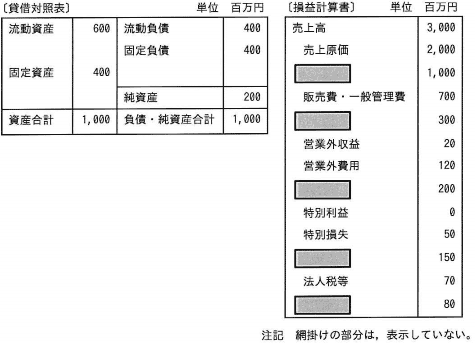 〔貸借対照表〕 単位 百万円
流動資産 600 流動負債 400
固定負債 400
固定資産 400
純資産 200
資産合計 1,000 負債・純資産合計 1,000
〔損益計算書〕 単位 百万円
売上高 3,000
売上原価 2,000
1,000
販売費・一般管理費 700
300
営業外収益 20
営業外費用 120
200
特別利益 0
特別損失 50
150
法人税等 70
80
注記 網掛けの部分は，表示していない。